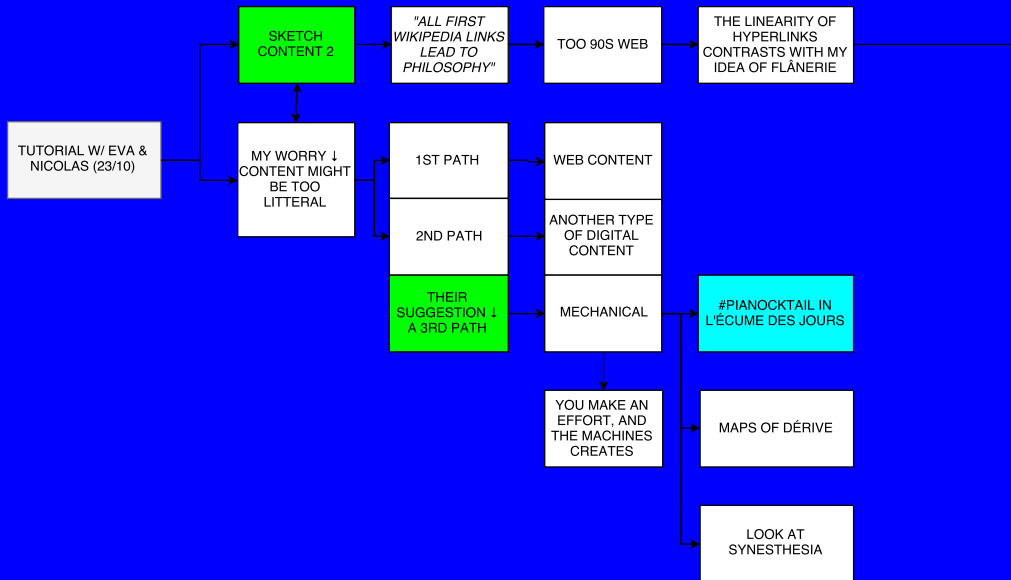 SKETCH
CONTENT 2
"ALL FIRST
WIKIPEDIA LINKS
LEAD TO
PHILOSOPHY"
TOO 90S WEB
THE LINEARITY OF
HYPERLINKS
CONTRASTS WITH MY
IDEA OF FLÂNERIE
TUTORIAL W/ EVA &
NICOLAS (23/10)
MY WORRY ↓
CONTENT MIGHT
BE TOO
LITTERAL
1ST PATH
WEB CONTENT
2ND PATH
ANOTHER TYPE
OF DIGITAL
CONTENT
THEIR
SUGGESTION ↓
A 3RD PATH
MECHANICAL
#PIANOCKTAIL IN
L'ÉCUME DES JOURS
YOU MAKE AN
EFFORT, AND
THE MACHINES
CREATES
MAPS OF DÉRIVE
LOOK AT
SYNESTHESIA